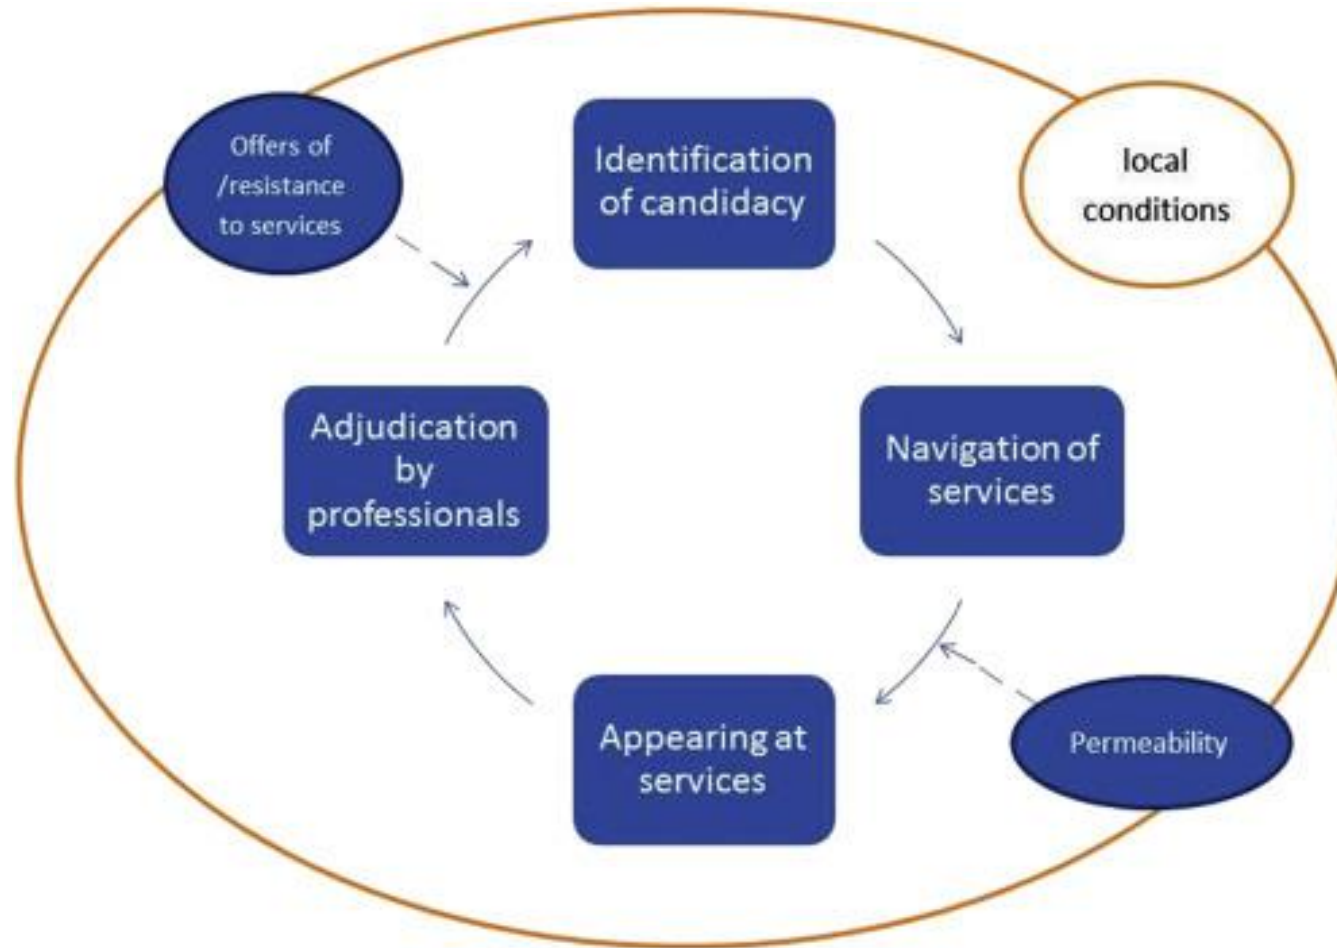 Offers of
/resistance
to services
Identification
of candidacy
local
conditions
Adjudication
by
professionals
Navigation of
services
Appearing at
services
Permeability